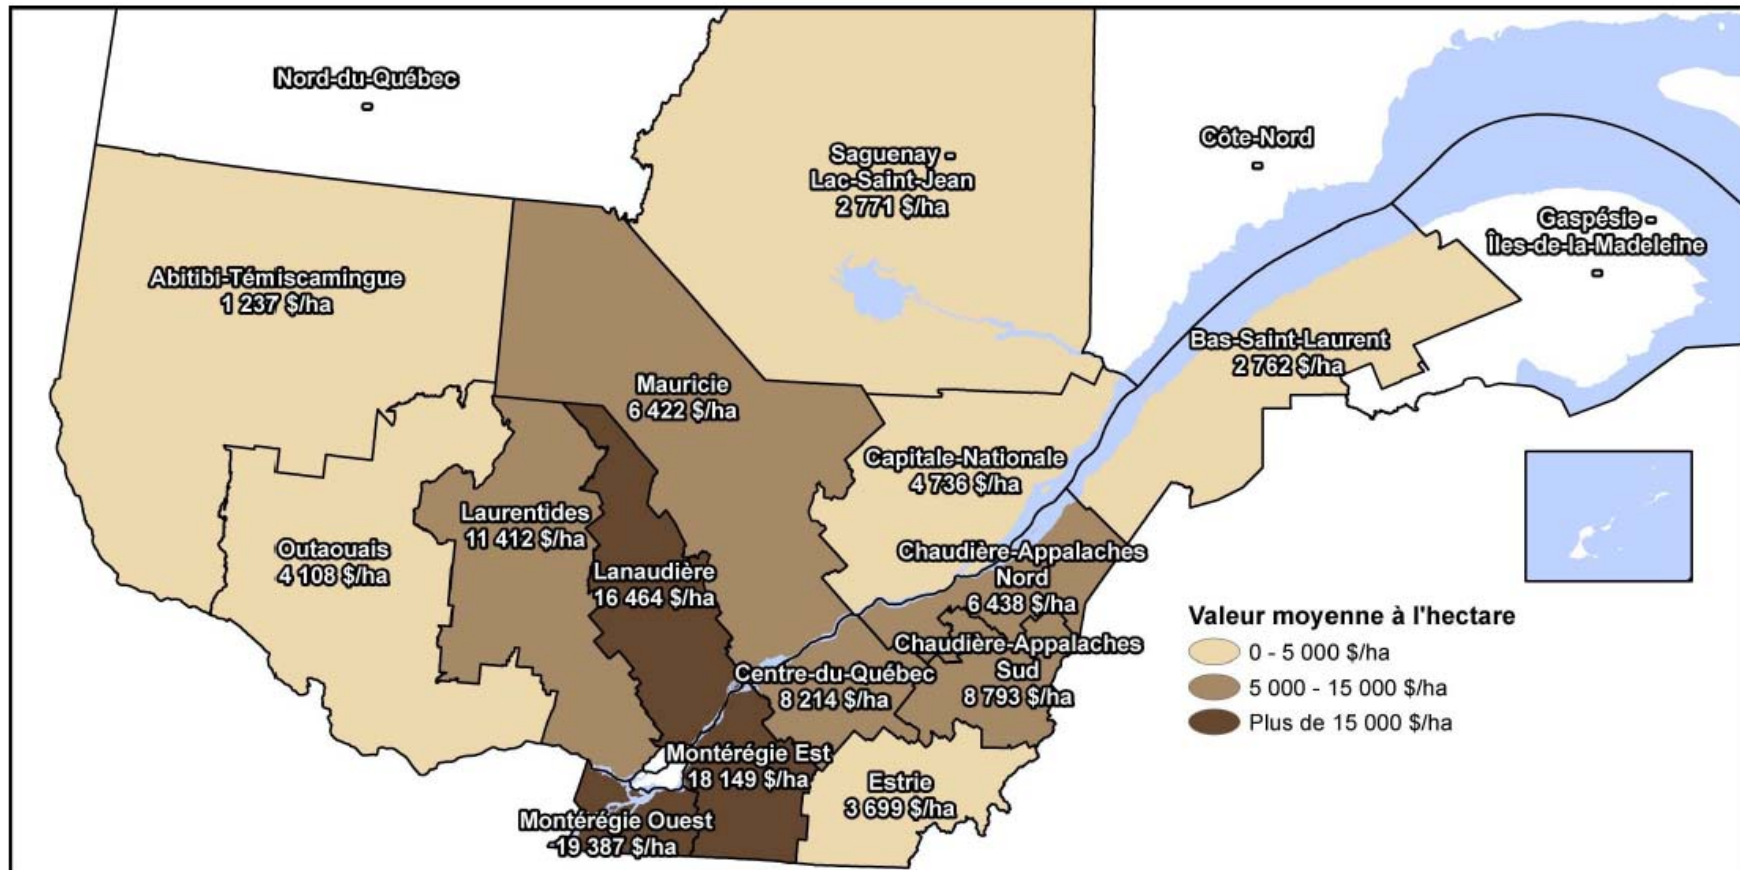 Nord-du-Québec
-
Côte-Nord
-
Saguenay -
Lac-Saint-Jean
2 771 $/ha
Gaspésie -
Îles-de-la-Madeleine
-
Abitibi-Témiscamingue
1 237 $/ha
Bas-Saint-Laurent
2 762 $/ha
Mauricie
6 422 $/ha
Capitale-Nationale
4 736 $/ha
Laurentides
11 412 $/ha
Outaouais
4 108 $/ha
Lanaudière
16 464 $/ha
Chaudière-Appalaches
Nord
6 438 $/ha
Chaudière-Appalaches
Sud
8 793 $/ha
Centre-du-Québec
8 214 $/ha
Montérégie Est
18 149 $/ha
Estrie
3 699 $/ha
Montérégie Ouest
19 387 $/ha
Valeur moyenne à l'hectare
0 - 5 000 $/ha
5 000 - 15 000 $/ha
Plus de 15 000 $/ha